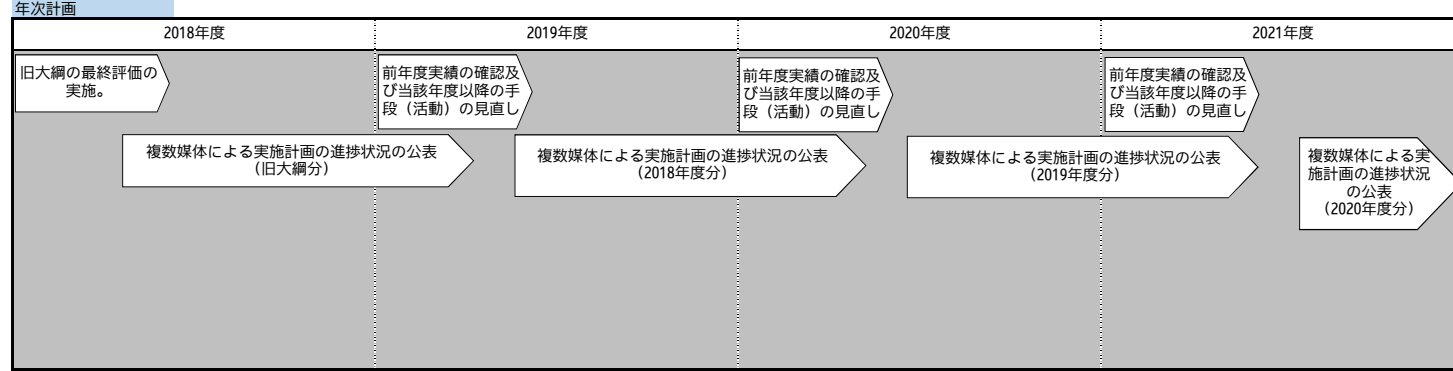 年次計画
2018年度
2019年度
2020年度
2021年度
旧大綱の最終評価の
実施。
前年度実績の確認及
び当該年度以降の手
段（活動）の見直し
前年度実績の確認及
び当該年度以降の手
段（活動）の見直し
前年度実績の確認及
び当該年度以降の手
段（活動）の見直し
複数媒体による実施計画の進捗状況の公表
（旧大綱分）
複数媒体による実施計画の進捗状況の公表
（2018年度分）
複数媒体による実施計画の進捗状況の公表
（2019年度分）
複数媒体による実
施計画の進捗状況
の公表
（2020年度分）